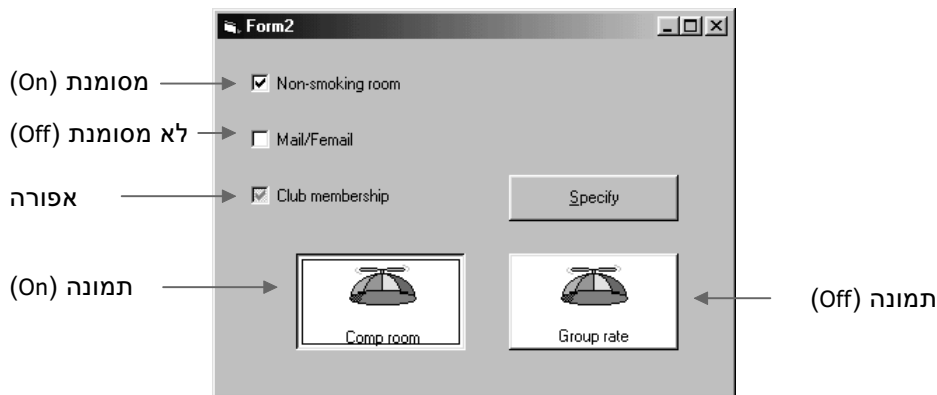 Form2
מסומנת (On)
Non-smoking room
לא מסומנת (Off)
Mail/Femail
אפורה
Club membership
Specify
תמונה (On)
תמונה (Off)
Comp room
Group rate